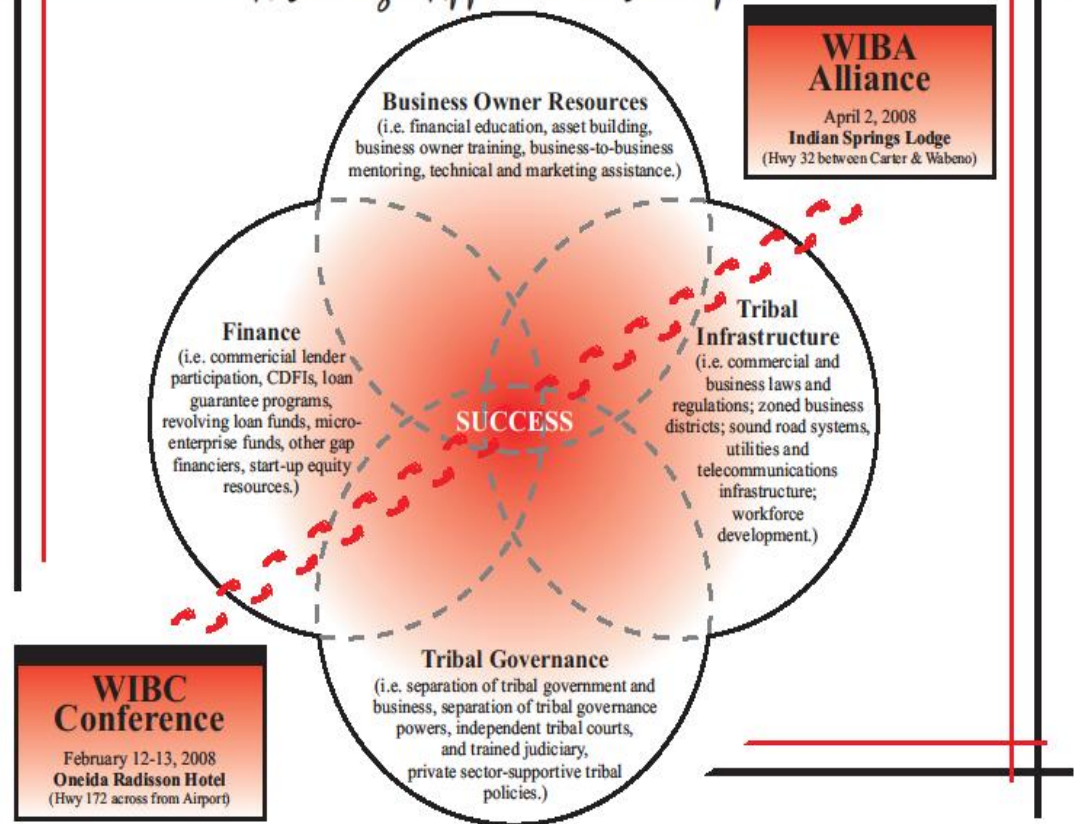 WIBA
Alliance
April 2, 2008
Indian Springs Lodge
(Hwy 32 between Carter & Wabeno)
Business Owner Resources
(i.e. financial education, asset building,
business owner training, business-to-business
mentoring, technical and marketing assistance.)
Finance
(i.e. commericial lender
participation, CDFIs, loan
guarantee programs,
revolving loan funds, micro-
enterprise funds, other gap
financiers, start-up equity
resources.)
SUCCESS
Tribal
Infrastructure
(i.e. commercial and
business laws and
regulations; zoned business
districts; sound road systems,
utilities and
telecommunications
infrastructure;
workforce
development.)
Tribal Governance
(i.e. separation of tribal government and
business, separation of tribal governance
powers, independent tribal courts,
and trained judiciary,
private sector-supportive tribal
policies.)
WIBC
Conference
February 12-13, 2008
Oneida Radisson Hotel
(Hwy 172 across from Airport)